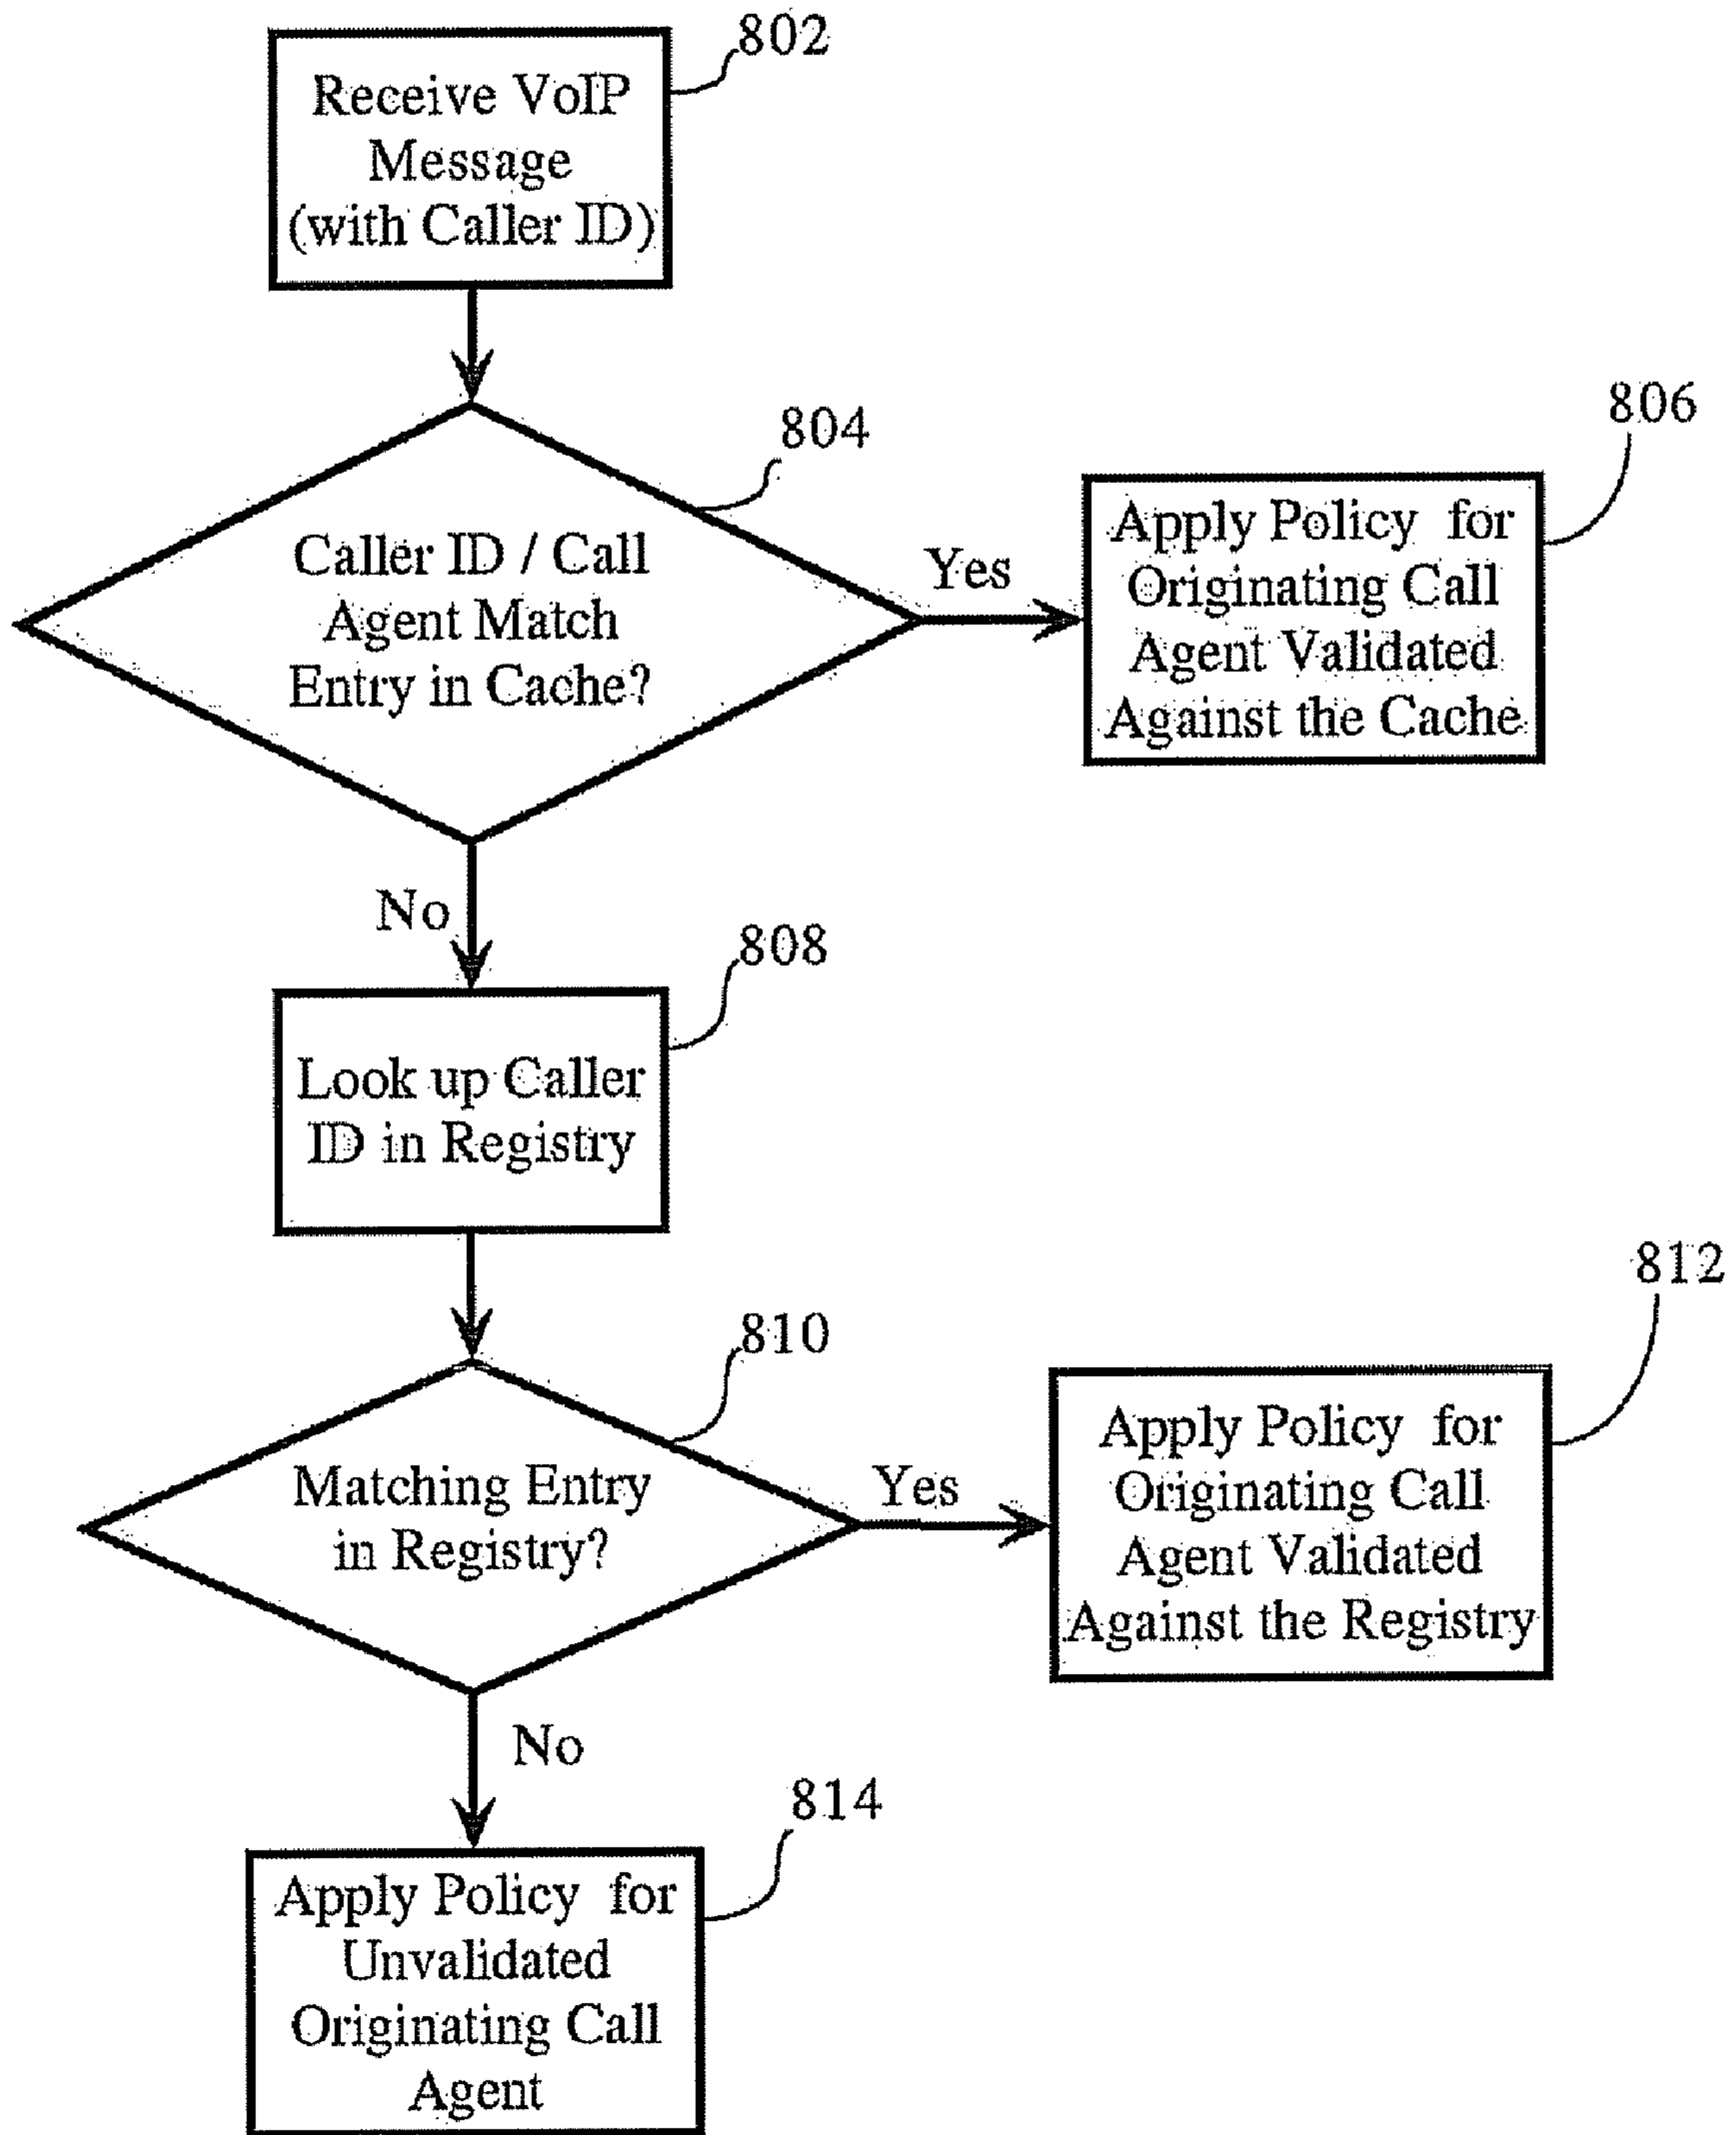 802
Receive VoIP
Message
(with Caller ID)
804
806
Caller ID / Call
Agent Match
Entry in Cache?
Yes
Apply Policy for
Originating Call
Agent Validated
Against the Cache
No
808
Look up Caller
ID in Registry
810
812
Matching Entry
in Registry?
Yes
Apply Policy for
Originating Call
Agent Validated
Against the Registry
No
814
Apply Policy for
Unvalidated
Originating Call
Agent